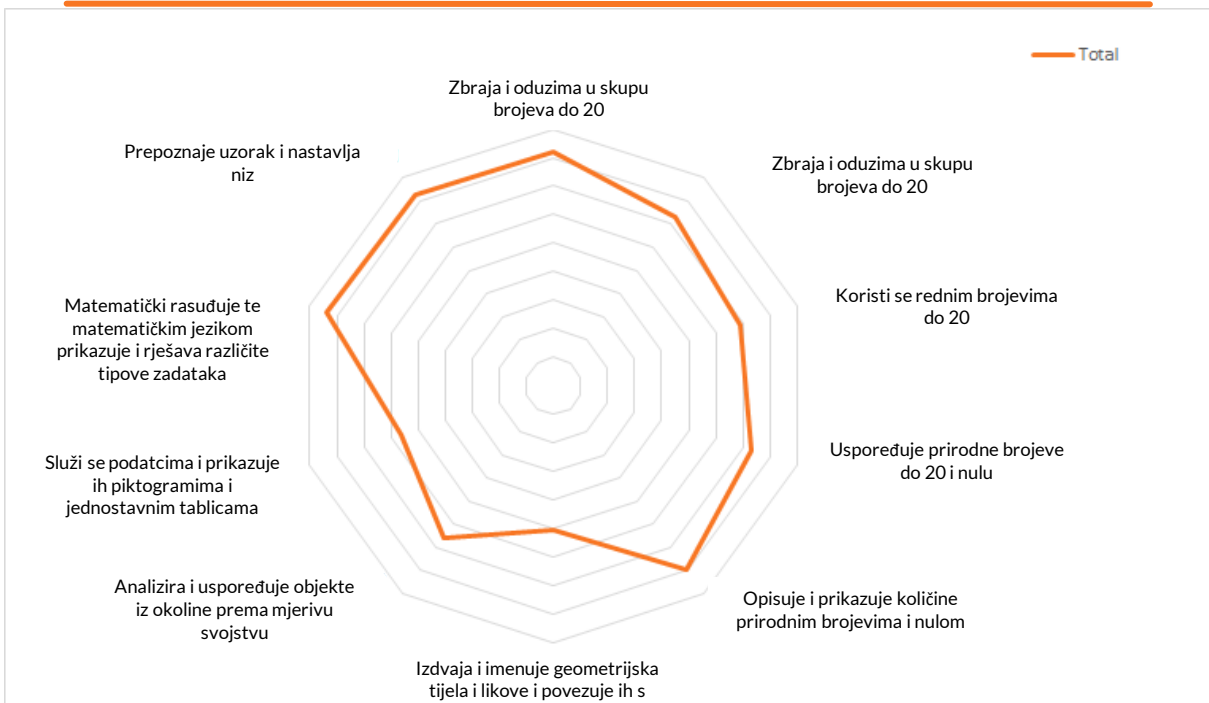 Total
Zbraja i oduzima u skupu
brojeva do 20
Zbraja i oduzima u skupu
brojeva do 20
Koristi se rednim brojevima
do 20
Uspoređuje prirodne brojeve
do 20 i nulu
Opisuje i prikazuje količine
prirodnim brojevima i nulom
Izdvaja i imenuje geometrijska
tijela i likove i povezuje ih s
Analizira i uspoređuje objekte
iz okoline prema mjerivu
svojstvu
Služi se podatcima i prikazuje
ih piktogramima i
jednostavnim tablicama
Matematički rasuđuje te
matematičkim jezikom
prikazuje i rješava različite
tipove zadataka
Prepoznaje uzorak i nastavlja
niz